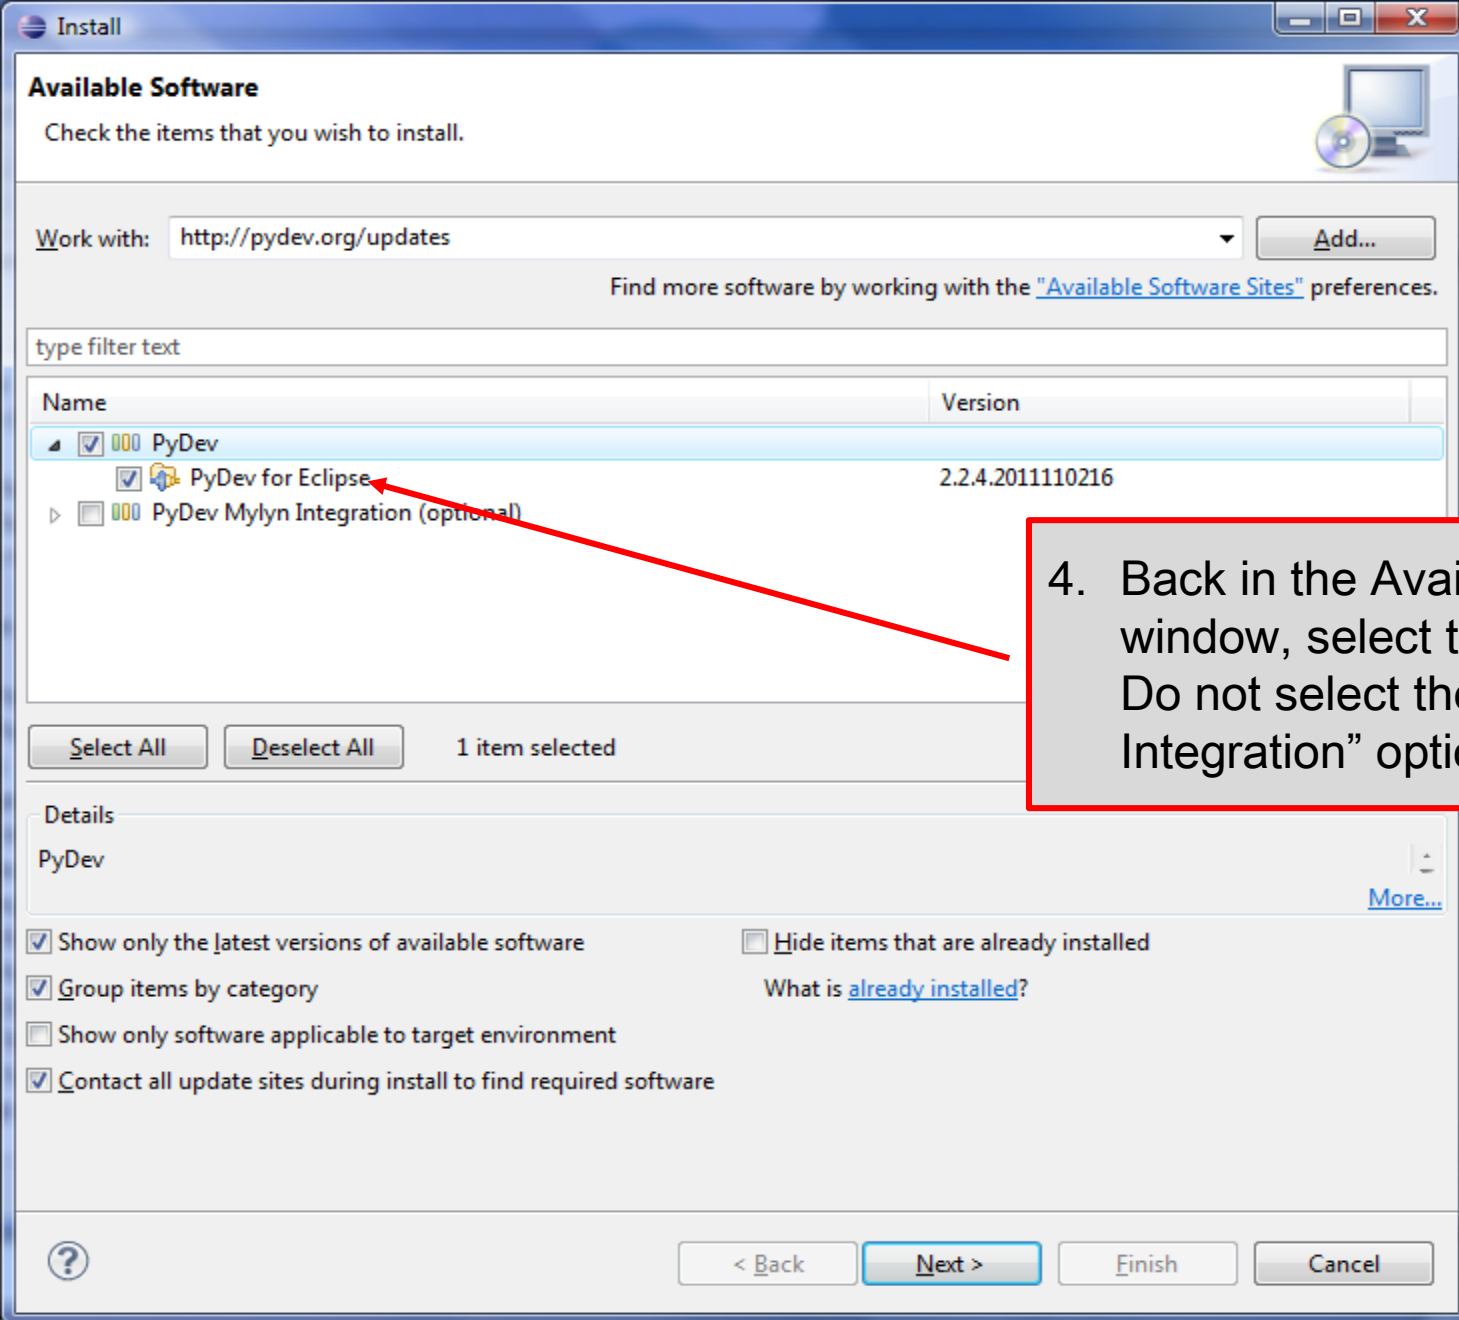 Install
Available Software
Check the items that you wish to install.
Work with: http://pydev.org/updates Add...
Find more software by working with the "Available Software Sites" preferences.
type filter text
Name Version
PyDev
PyDev for Eclipse 2.2.4.2011110216
PyDev Mylyn Integration (optional)
4. Back in the
window, select
Do not select
Integration”
Select All Deselect All 1 item selected
Details
PyDev
More...
Show only the latest versions of available software Hide items that are already installed
Group items by category What is already installed?
Show only software applicable to target environment
Contact all update sites during install to find required software
? < Back Next > Finish Cancel